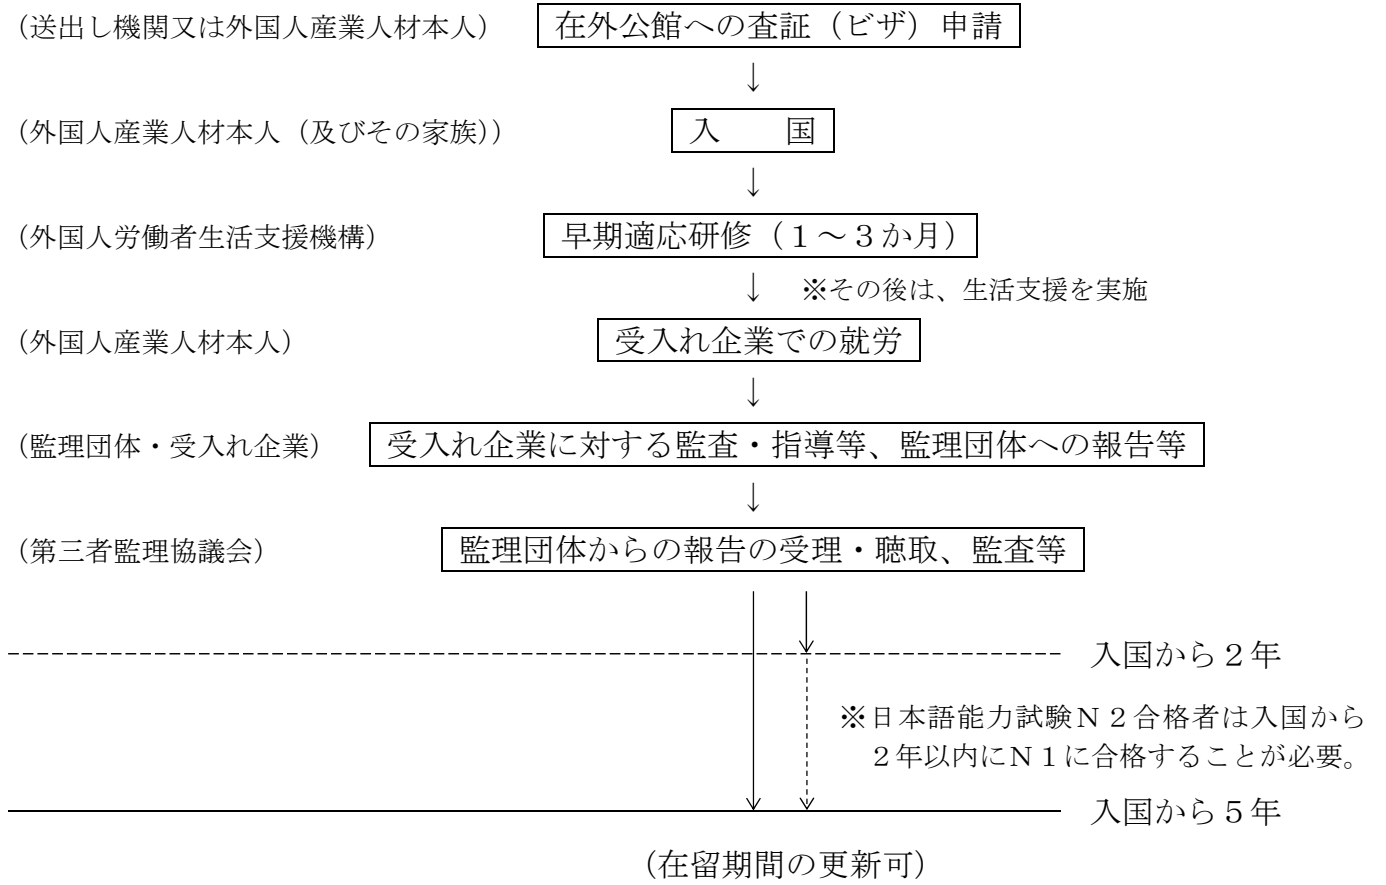 （送出し機関又は外国人産業人材本人） 在外公館への査証（ビザ）申請
↓
（外国人産業人材本人（及びその家族）） 入　　国
↓
（外国人労働者生活支援機構） 早期適応研修（１～３か月）
↓ ※その後は、生活支援を実施
（外国人産業人材本人） 受入れ企業での就労
↓
（監理団体・受入れ企業） 受入れ企業に対する監査・指導等、監理団体への報告等
↓
（第三者監理協議会） 監理団体からの報告の受理・聴取、監査等
入国から２年
※日本語能力試験Ｎ２合格者は入国から
２年以内にＮ１に合格することが必要。
入国から５年
（在留期間の更新可）